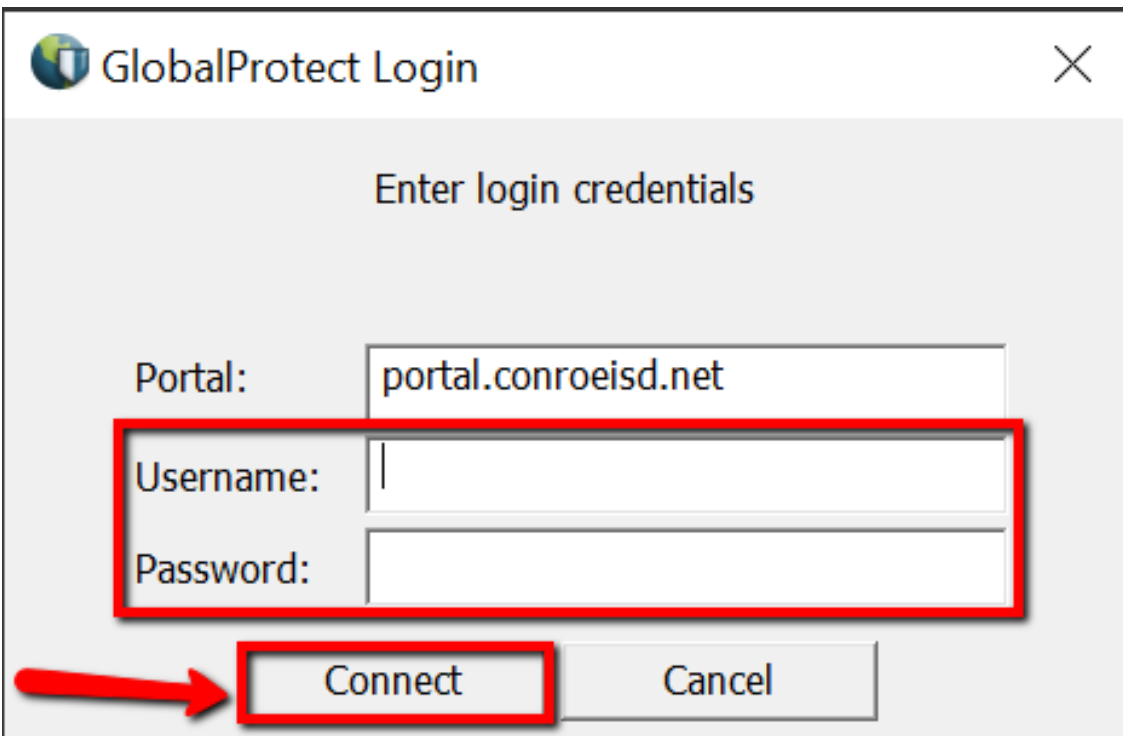 GlobalProtect Login
Enter login credentials
Portal: portal.conroeisd.net
Username:
Password:
Connect Cancel